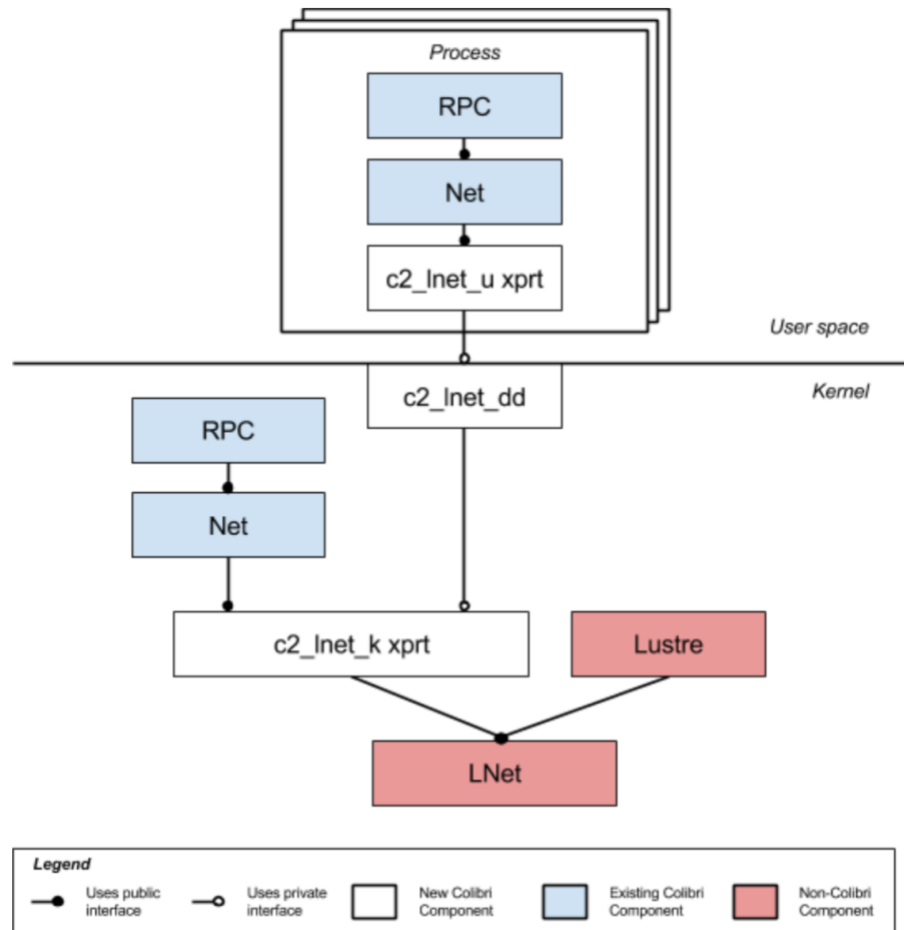 Process
RPC
Net
c2_lnet_u xprt
User space
c2_lnet_dd
Kernel
RPC
Net
c2_lnet_k xprt
Lustre
LNet
Legend
Uses public
interface
Uses private
interface
New Colibri
Component
Existing Colibri
Component
Non-Colibri
Component